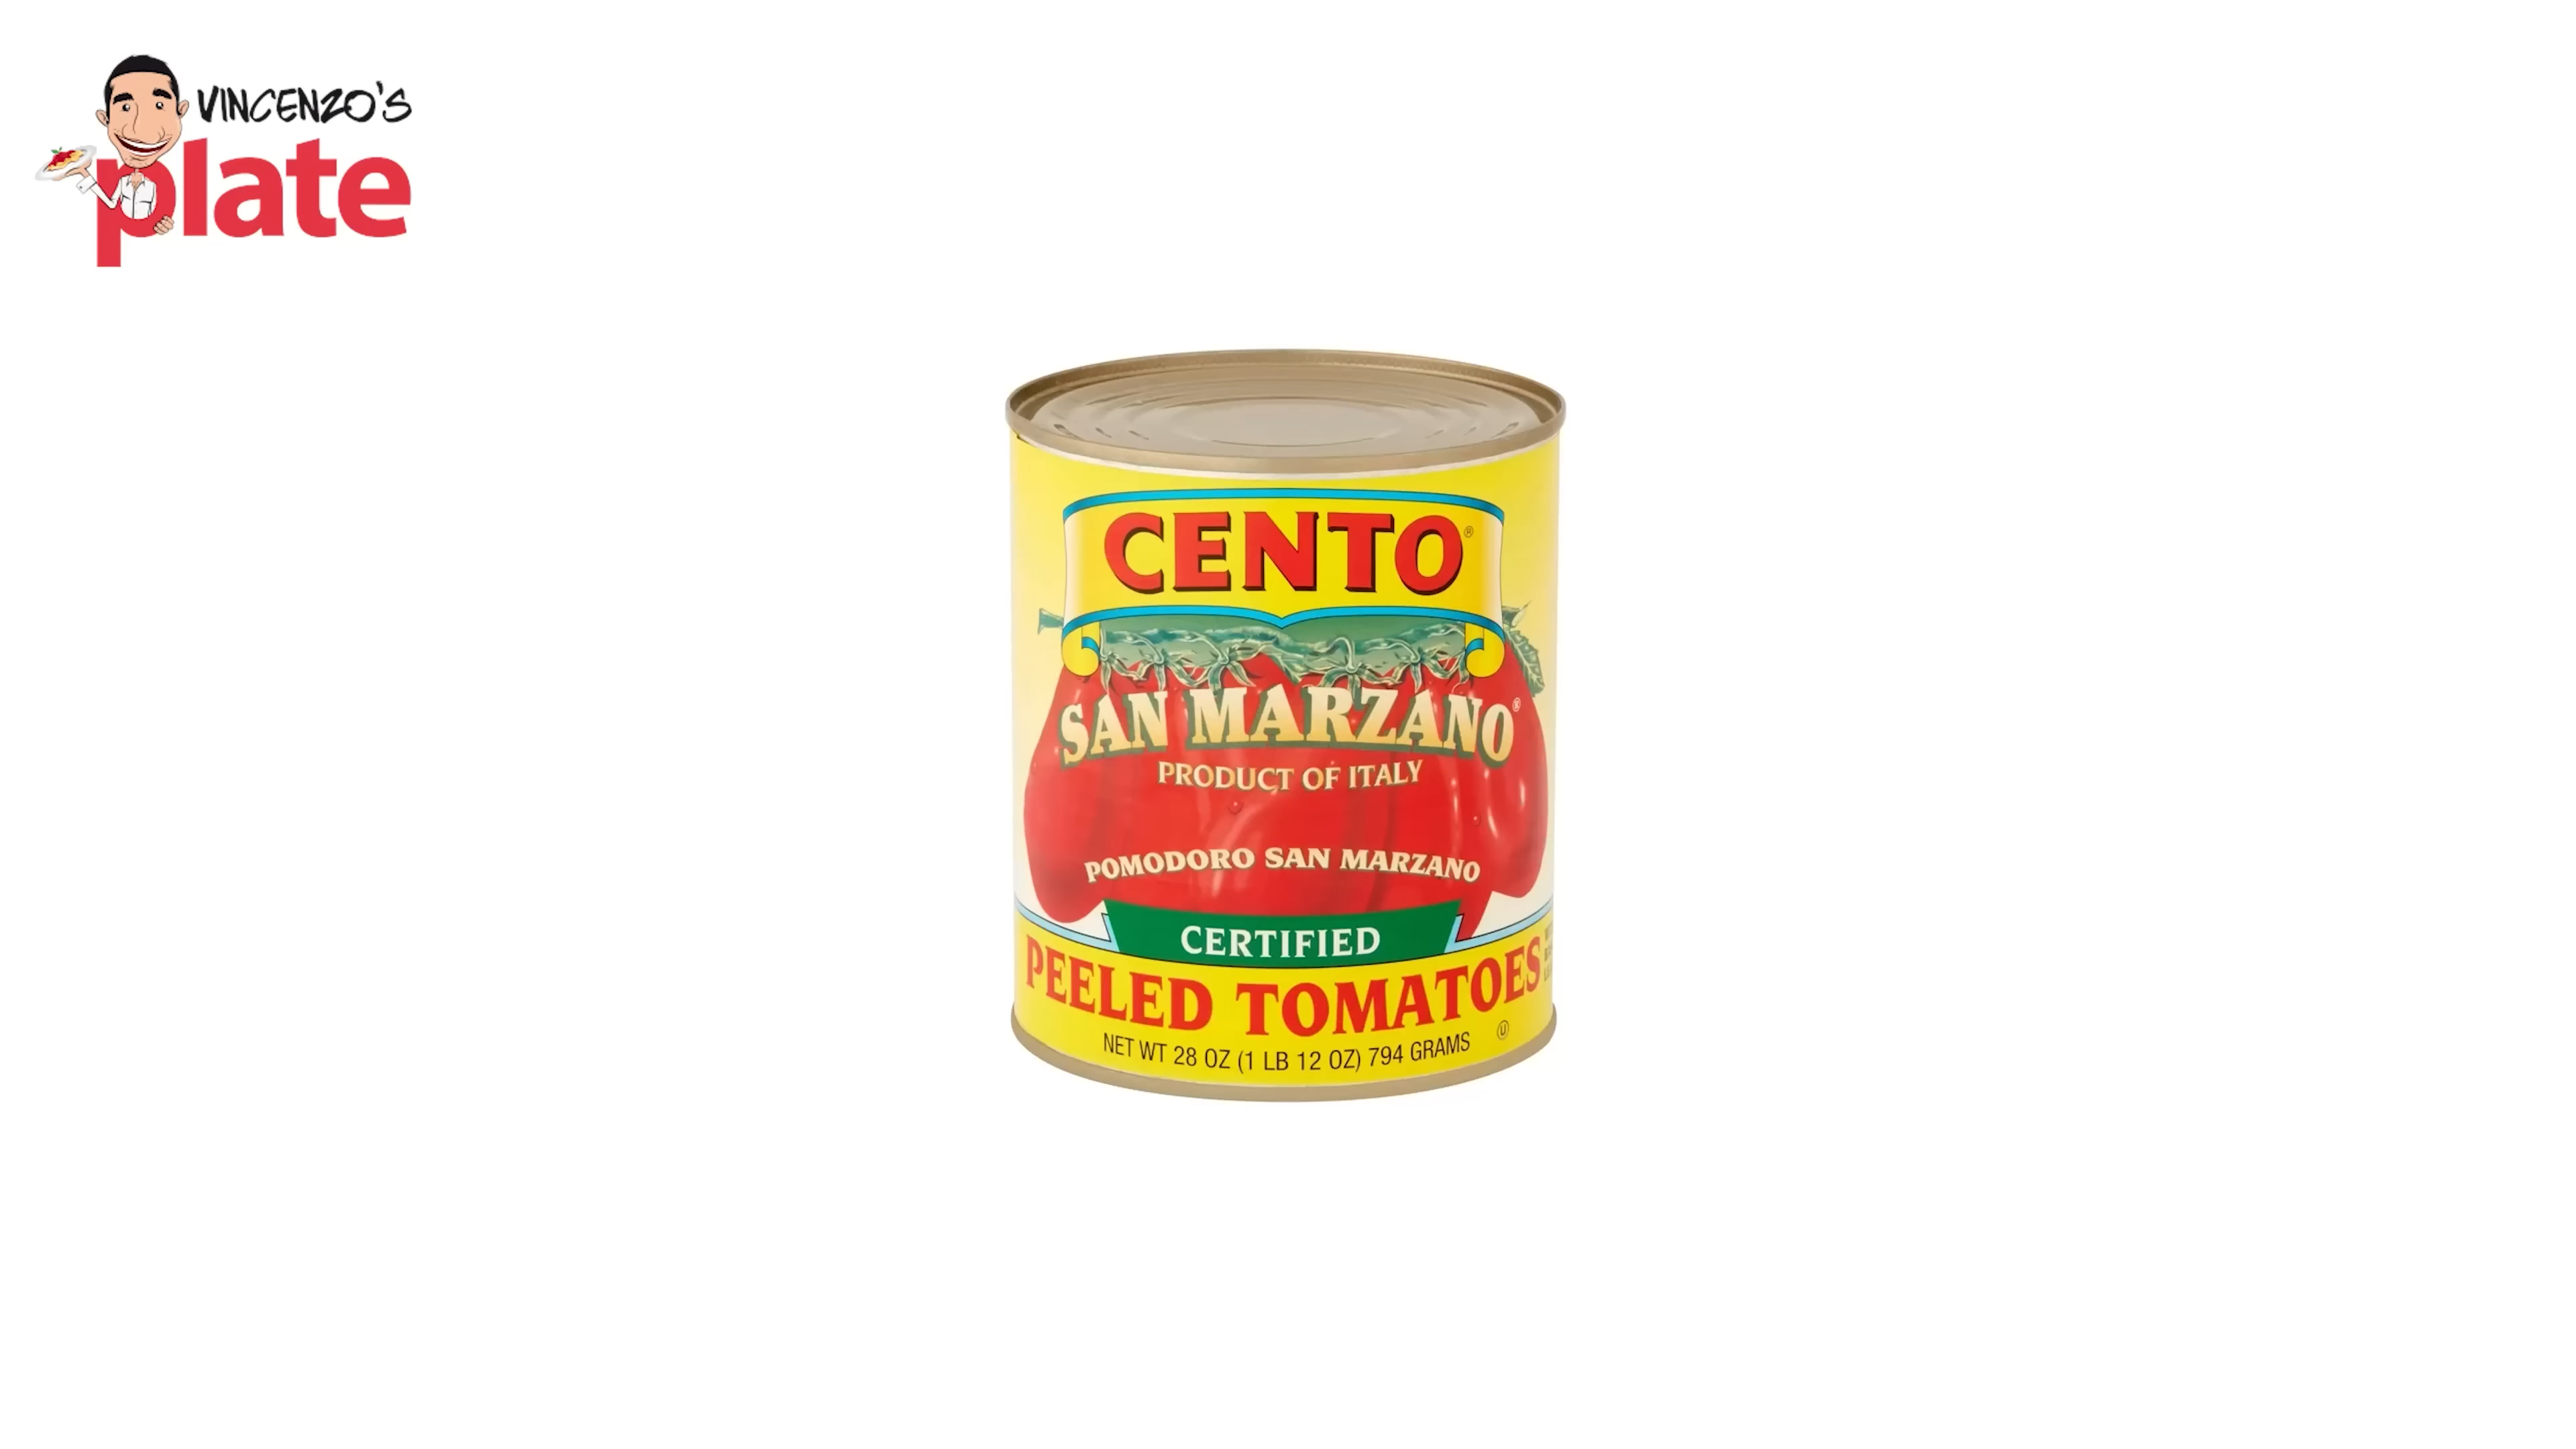 VINCENZO'S
plate
CENTO®
SAN MARZANO®
PRODUCT OF ITALY
POMODORO SAN MARZANO
CERTIFIED
PEELED TOMATOES
NET WT 28 OZ (1 LB 12 OZ) 794 GRAMS
U